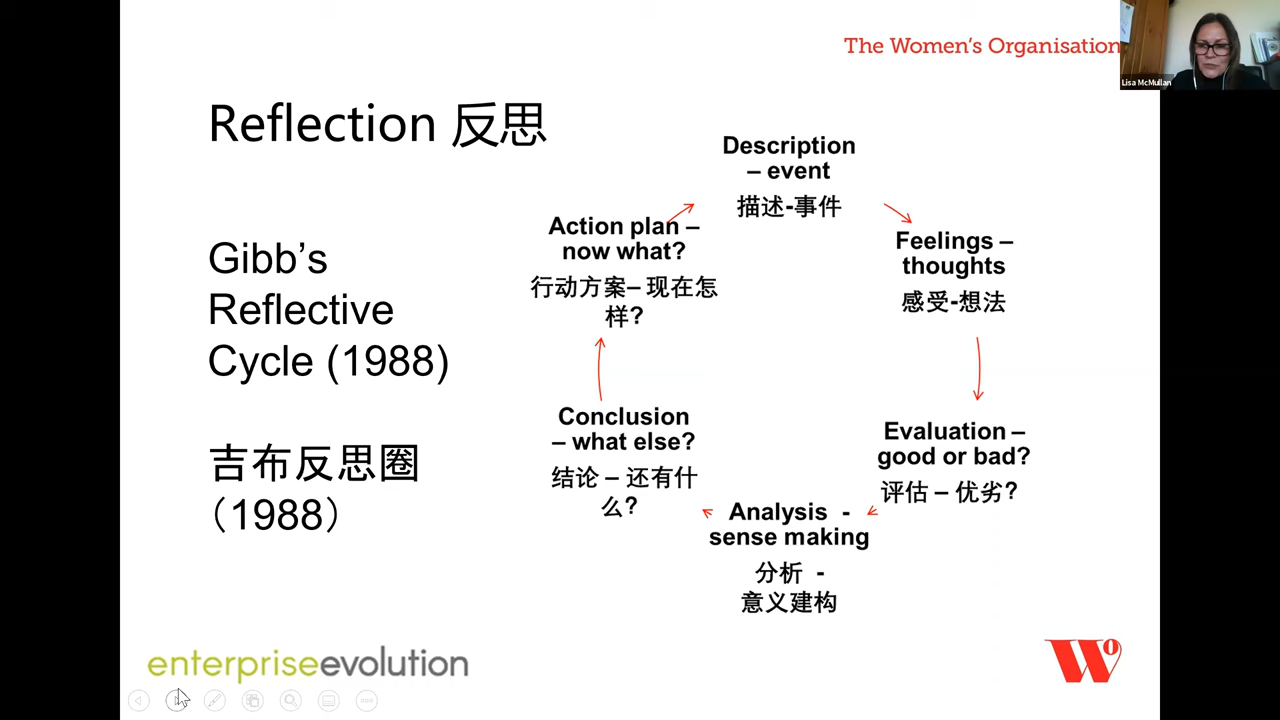 The Women's Organisation
Lisa McMullan
Reflection 反思
Gibb's
Reflective
Cycle (1988)
吉布反思圈
（1988）
Description
– event
描述-事件
Feelings –
thoughts
感受-想法
Evaluation –
good or bad?
评估 – 优劣?
Analysis -
sense making
分析 -
意义建构
Conclusion
– what else?
结论 – 还有什
么?
Action plan –
now what?
行动方案– 现在怎
样?
enterpriseevolution
WO